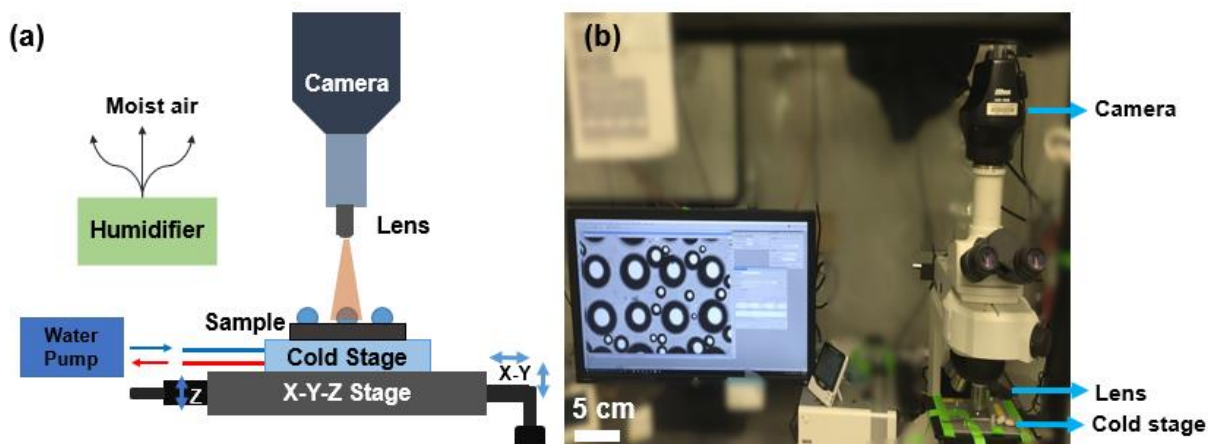 (a)
Camera
Moist air
Humidifier
Lens
Sample
Water
Pump
Cold Stage
X-Y
Z
X-Y-Z Stage
(b)
Camera
Lens
Cold stage
5 cm